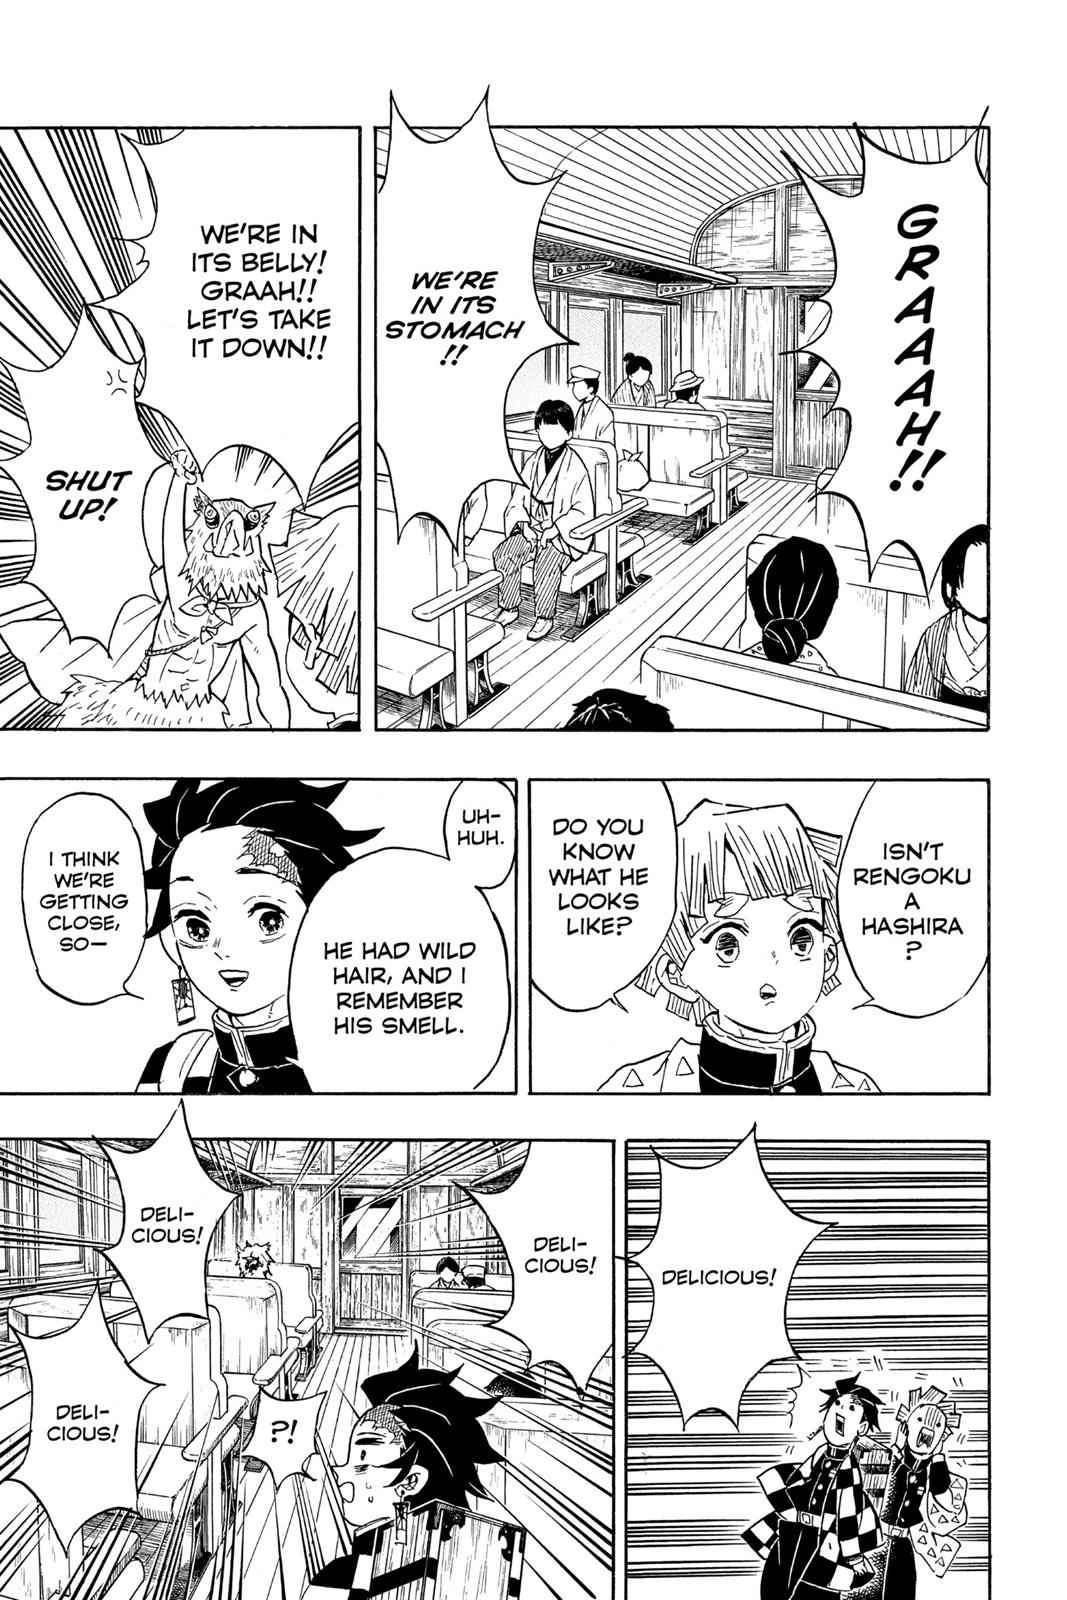 GRAAAH!!
WE'RE
IN ITS
STOMACH
!!
WE'RE IN
ITS BELLY!
GRAAH!!
LET'S TAKE
IT DOWN!!
SHUT
UP!
ISN'T
RENGOKU
A
HASHIRA
?
DO YOU
KNOW
WHAT HE
LOOKS
LIKE?
UH-
HUH.
HE HAD WILD
HAIR, AND I
REMEMBER
HIS SMELL.
I THINK
WE'RE
GETTING
CLOSE,
SO—
DELICIOUS!
DELI-
CIOUS!
DELI-
CIOUS!
?!
DELI-
CIOUS!